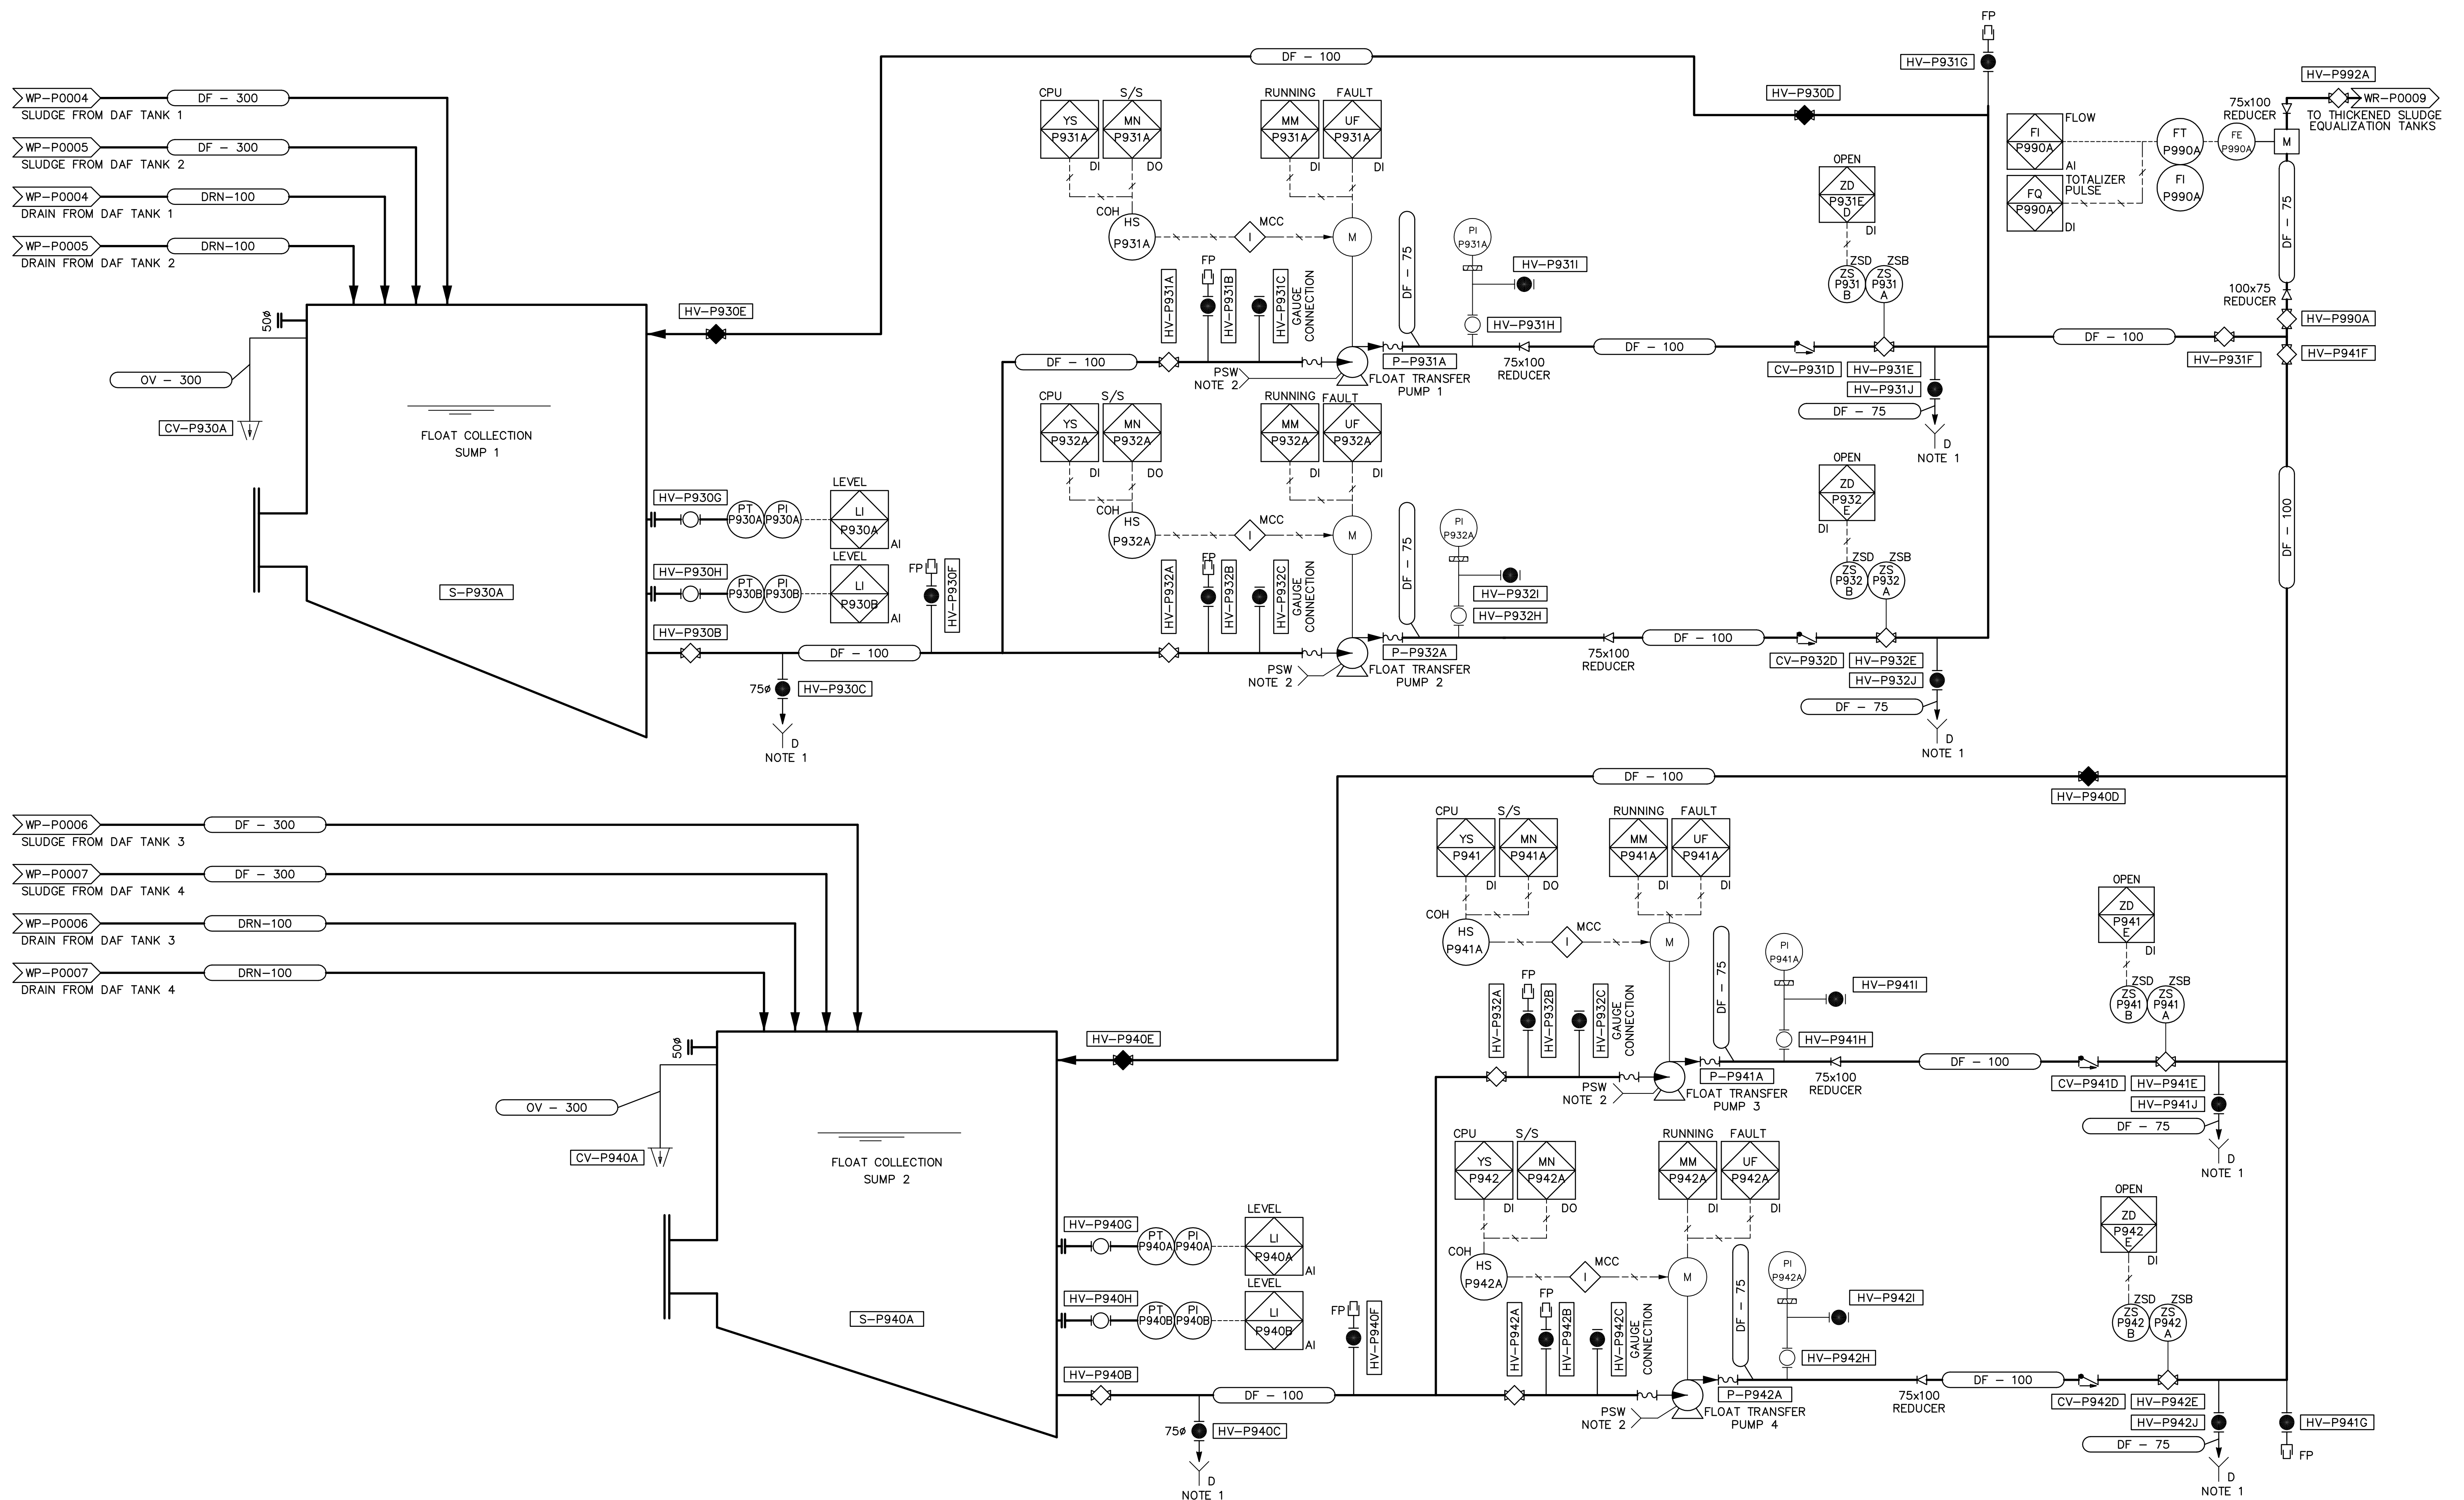 DF – 100
FP
HV–P931G
HV–P930D
HV–P992A
WR–P0009
TO THICKENED SLUDGE
EQUALIZATION TANKS
75x100
REDUCER
M
FE
P990A
FT
P990A
FI
P990A
FI
P990A
FLOW
AI
FQ
P990A
TOTALIZER
PULSE
DI
DF – 75
100x75
REDUCER
HV–P990A
HV–P941F
DF – 100
HV–P931F
DF – 100
WP–P0004
DF – 300
SLUDGE FROM DAF TANK 1
WP–P0005
DF – 300
SLUDGE FROM DAF TANK 2
WP–P0004
DRN–100
DRAIN FROM DAF TANK 1
WP–P0005
DRN–100
DRAIN FROM DAF TANK 2
50ø
OV – 300
CV–P930A
FLOAT COLLECTION
SUMP 1
S–P930A
HV–P930E
HV–P930G
PT
P930A
PI
P930A
LEVEL
LI
P930A
AI
HV–P930H
PT
P930B
PI
P930B
LEVEL
LI
P930B
AI
HV–P930B
75ø
HV–P930C
D
NOTE 1
DF – 100
FP
HV–P930F
CPU
YS
P931A
DI
S/S
MN
P931A
DO
RUNNING
MM
P931A
DI
FAULT
UF
P931A
DI
COH
HS
P931A
I
MCC
M
DF – 100
HV–P931A
FP
HV–P931B
HV–P931C
GAUGE
CONNECTION
PSW
NOTE 2
P–P931A
FLOAT TRANSFER
PUMP 1
DF – 75
PI
P931A
HV–P931I
HV–P931H
75x100
REDUCER
DF – 100
OPEN
ZD
P931E
D
DI
ZSD
ZS
P931
B
ZSB
ZS
P931
A
CV–P931D
HV–P931E
HV–P931J
DF – 75
D
NOTE 1
CPU
YS
P932A
DI
S/S
MN
P932A
DO
RUNNING
MM
P932A
DI
FAULT
UF
P932A
DI
COH
HS
P932A
I
MCC
M
HV–P932A
FP
HV–P932B
HV–P932C
GAUGE
CONNECTION
PSW
NOTE 2
P–P932A
FLOAT TRANSFER
PUMP 2
DF – 75
PI
P932A
HV–P932I
HV–P932H
75x100
REDUCER
DF – 100
OPEN
ZD
P932
E
DI
ZSD
ZS
P932
B
ZSB
ZS
P932
A
CV–P932D
HV–P932E
HV–P932J
DF – 75
D
NOTE 1
DF – 100
HV–P940D
WP–P0006
DF – 300
SLUDGE FROM DAF TANK 3
WP–P0007
DF – 300
SLUDGE FROM DAF TANK 4
WP–P0006
DRN–100
DRAIN FROM DAF TANK 3
WP–P0007
DRN–100
DRAIN FROM DAF TANK 4
50ø
OV – 300
CV–P940A
FLOAT COLLECTION
SUMP 2
S–P940A
HV–P940E
HV–P940G
PT
P940A
PI
P940A
LEVEL
LI
P940A
AI
HV–P940H
PT
P940B
PI
P940B
LEVEL
LI
P940B
AI
HV–P940B
75ø
HV–P940C
D
NOTE 1
DF – 100
FP
HV–P940F
CPU
YS
P941
DI
S/S
MN
P941A
DO
RUNNING
MM
P941A
DI
FAULT
UF
P941A
DI
COH
HS
P941A
I
MCC
M
HV–P932A
FP
HV–P932B
HV–P932C
GAUGE
CONNECTION
PSW
NOTE 2
P–P941A
FLOAT TRANSFER
PUMP 3
DF – 75
PI
P941A
HV–P941I
HV–P941H
75x100
REDUCER
DF – 100
OPEN
ZD
P941
E
DI
ZSD
ZS
P941
B
ZSB
ZS
P941
A
CV–P941D
HV–P941E
HV–P941J
DF – 75
D
NOTE 1
CPU
YS
P942
DI
S/S
MN
P942A
DO
RUNNING
MM
P942A
DI
FAULT
UF
P942A
DI
COH
HS
P942A
I
MCC
M
HV–P942A
FP
HV–P942B
HV–P942C
GAUGE
CONNECTION
PSW
NOTE 2
P–P942A
FLOAT TRANSFER
PUMP 4
DF – 75
PI
P942A
HV–P942I
HV–P942H
75x100
REDUCER
DF – 100
OPEN
ZD
P942
E
DI
ZSD
ZS
P942
B
ZSB
ZS
P942
A
CV–P942D
HV–P942E
HV–P942J
DF – 75
D
NOTE 1
HV–P941G
FP